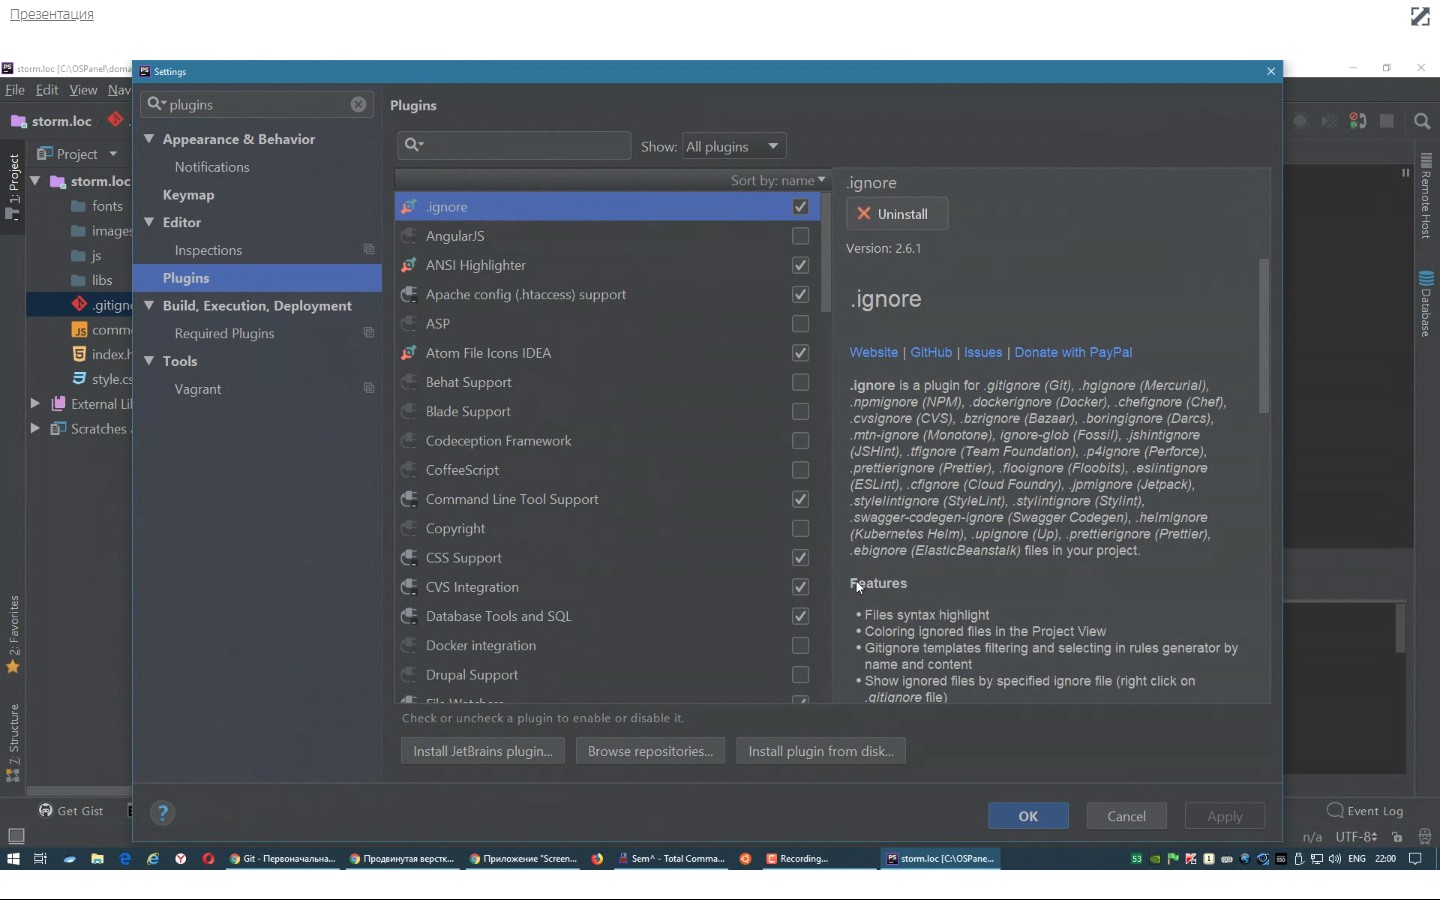 Презентация
storm.loc [C:\OSPanel\doma
Settings
File Edit View Nav
plugins
Plugins
storm.loc
Appearance & Behavior
Show: All plugins
Project
Notifications
Sort by: name
.ignore
storm.loc
Keymap
.ignore
Uninstall
fonts
Editor
AngularJS
Version: 2.6.1
images
Inspections
ANSI Highlighter
js
Plugins
Apache config (.htaccess) support
.ignore
libs
Build, Execution, Deployment
ASP
.gitign
Required Plugins
Atom File Icons IDEA
Website | GitHub | Issues | Donate with PayPal
comm
Tools
Behat Support
index.h
Vagrant
Blade Support
style.cs
Codeception Framework
External Li
CoffeeScript
Scratches
Command Line Tool Support
Copyright
CSS Support
CVS Integration
Database Tools and SQL
Docker integration
Drupal Support
File Watchers
.ignore is a plugin for .gitignore (Git), .hgignore (Mercurial),
.npmignore (NPM), .dockerignore (Docker), .chefignore (Chef),
.cvsignore (CVS), .bzrignore (Bazaar), .boringignore (Darcs),
.mtn-ignore (Monotone), ignore-glob (Fossil), .jshintignore
(JSHint), .tfignore (Team Foundation), .p4ignore (Perforce),
.prettierignore (Prettier), .flooignore (Floobits), .eslintignore
(ESLint), .cfignore (Cloud Foundry), .jpmignore (Jetpack),
.stylelintignore (StyleLint), .stylintignore (Stylint),
.swagger-codegen-ignore (Swagger Codegen), .helmignore
(Kubernetes Helm), .upignore (Up), .prettierignore (Prettier),
.ebignore (ElasticBeanstalk) files in your project.
Features
• Files syntax highlight
• Coloring ignored files in the Project View
• Gitignore templates filtering and selecting in rules generator by
name and content
• Show ignored files by specified ignore file (right click on
.gitignore file)
Check or uncheck a plugin to enable or disable it.
Install JetBrains plugin... Browse repositories... Install plugin from disk...
1: Project
2: Favorites
7: Structure
Remote Host
Database
Get Gist
?
OK Cancel Apply
Event Log
n/a UTF-8
Git - Первоначальна... Продвинутая верстк... Приложение "Screen... Sem^ - Total Comma... Recording... storm.loc [C:\OSPane... 53 ENG 22:00